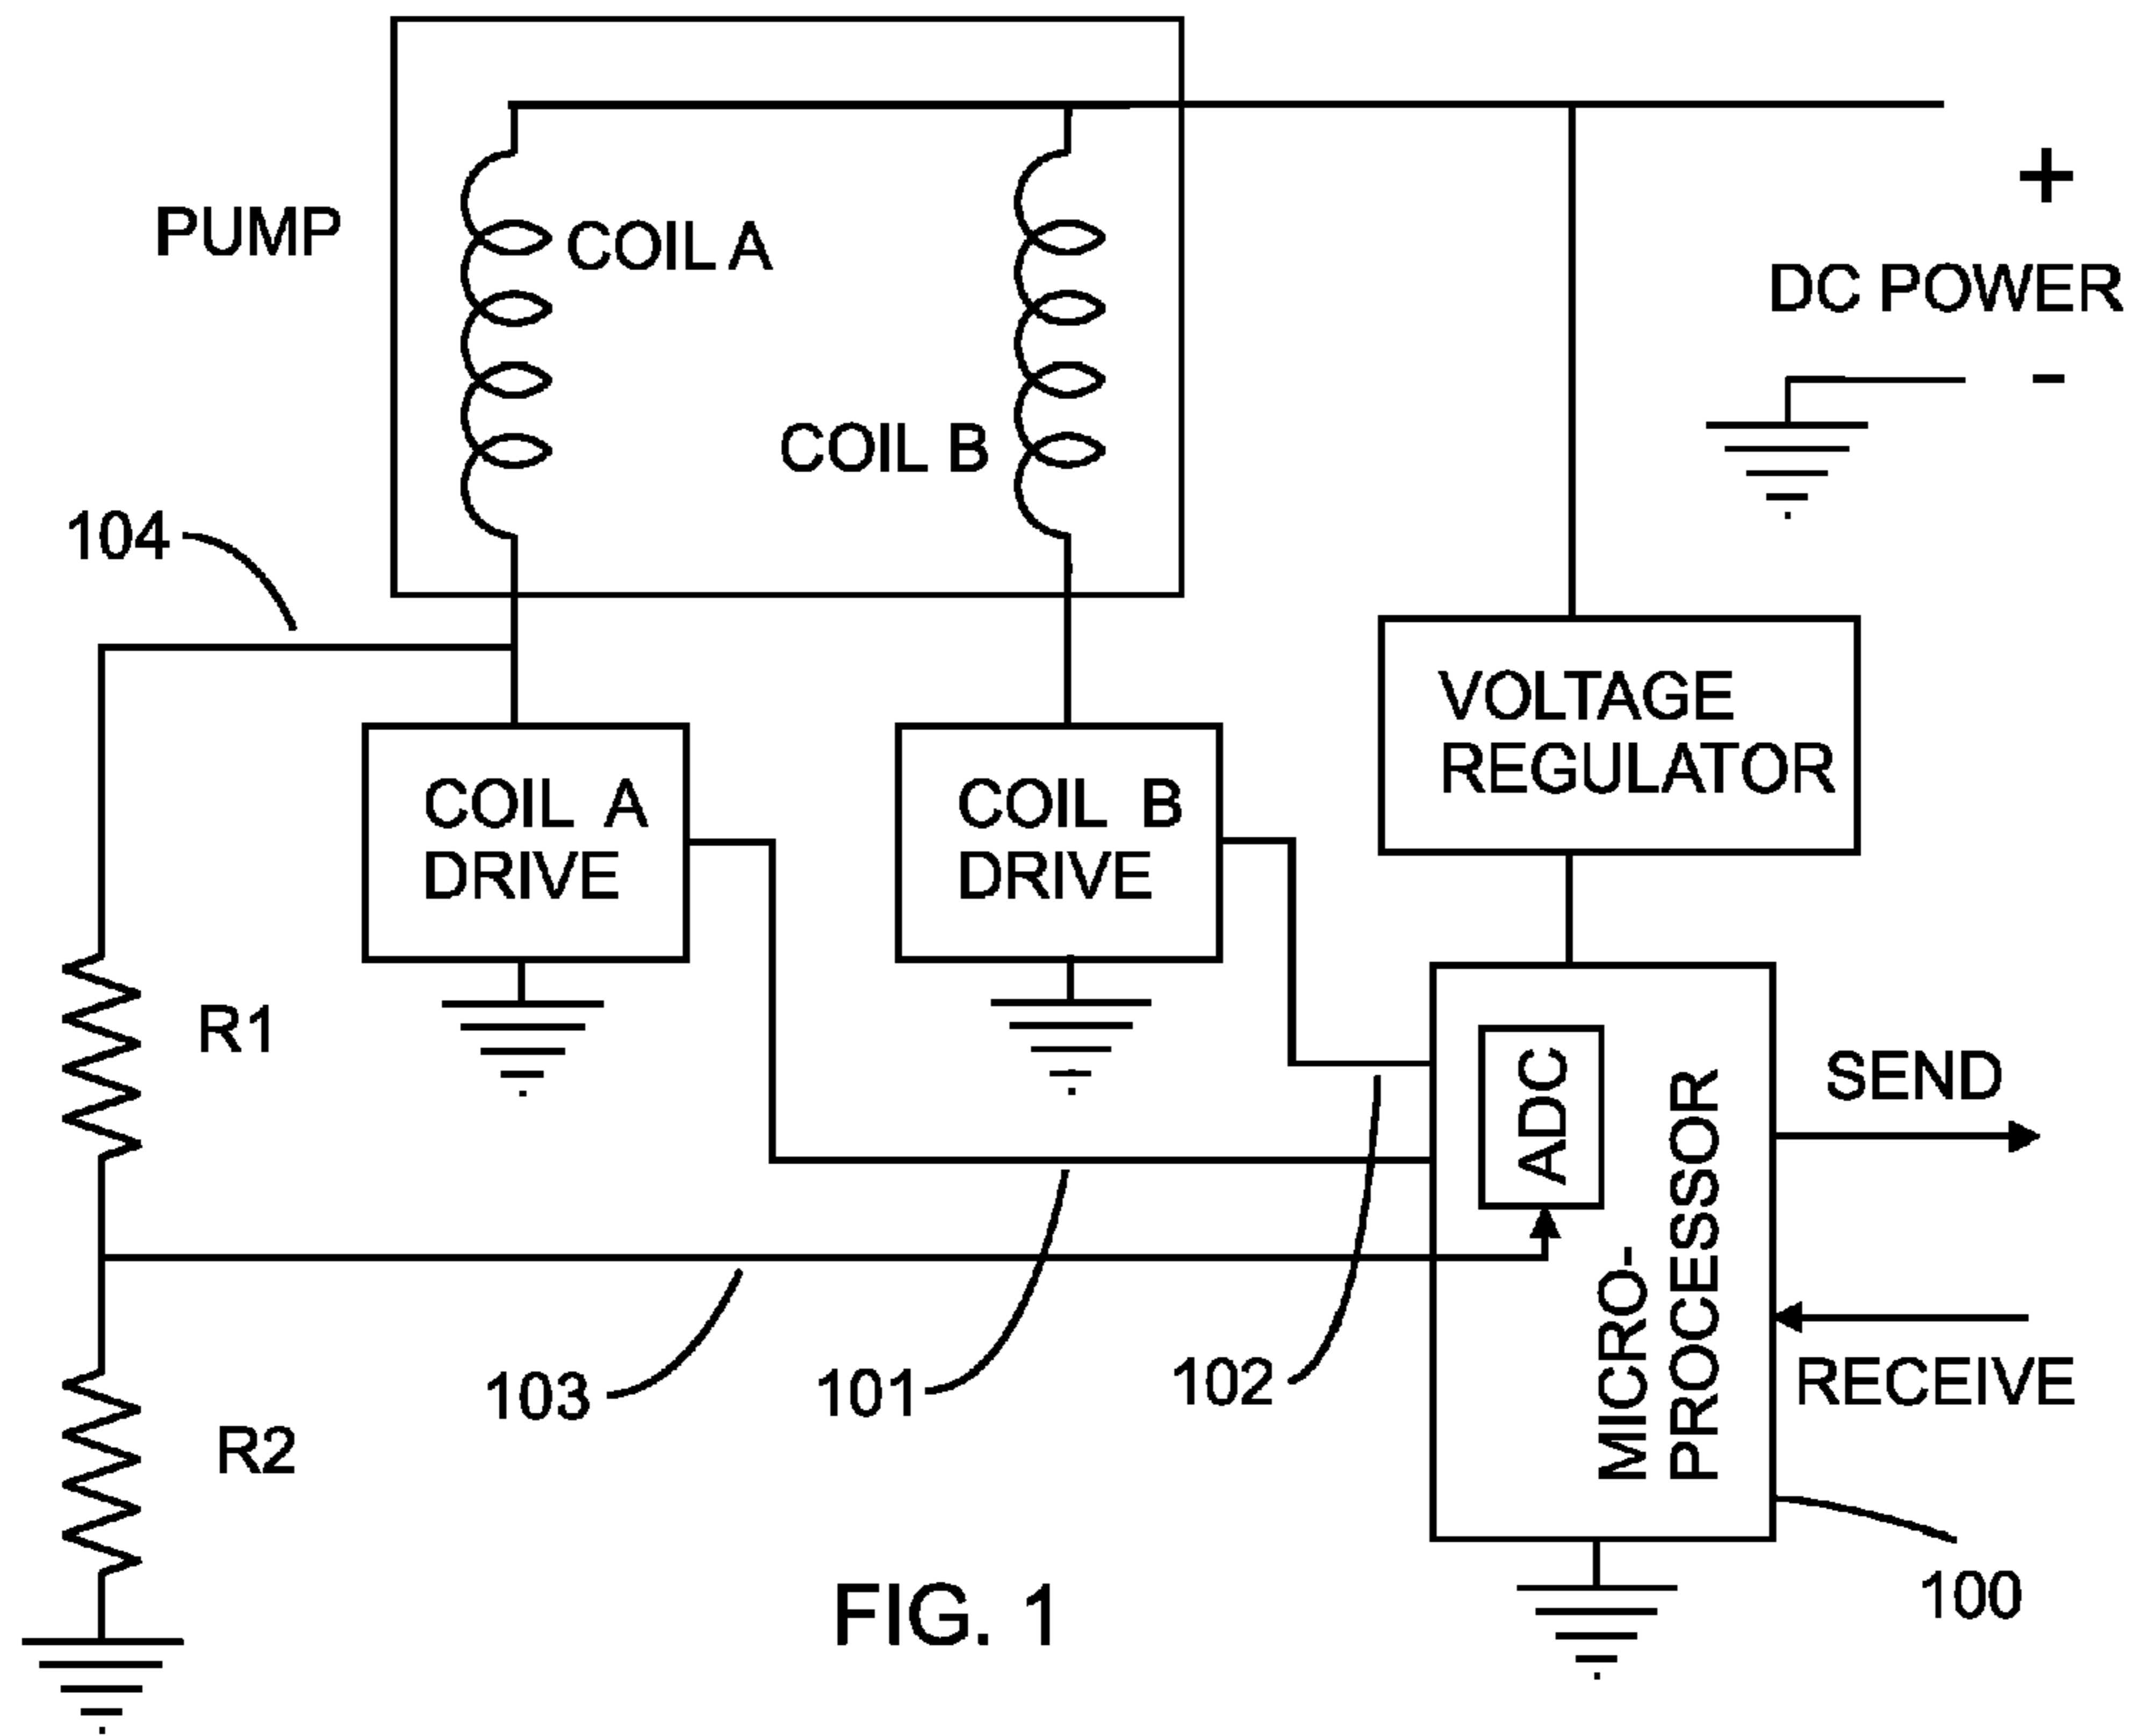 PUMP
COIL A
COIL B
+
DC POWER
-
104
VOLTAGE
REGULATOR
COIL A
DRIVE
COIL B
DRIVE
R1
ADC
MICRO-
PROCESSOR
SEND
RECEIVE
103
101
102
R2
100
FIG. 1